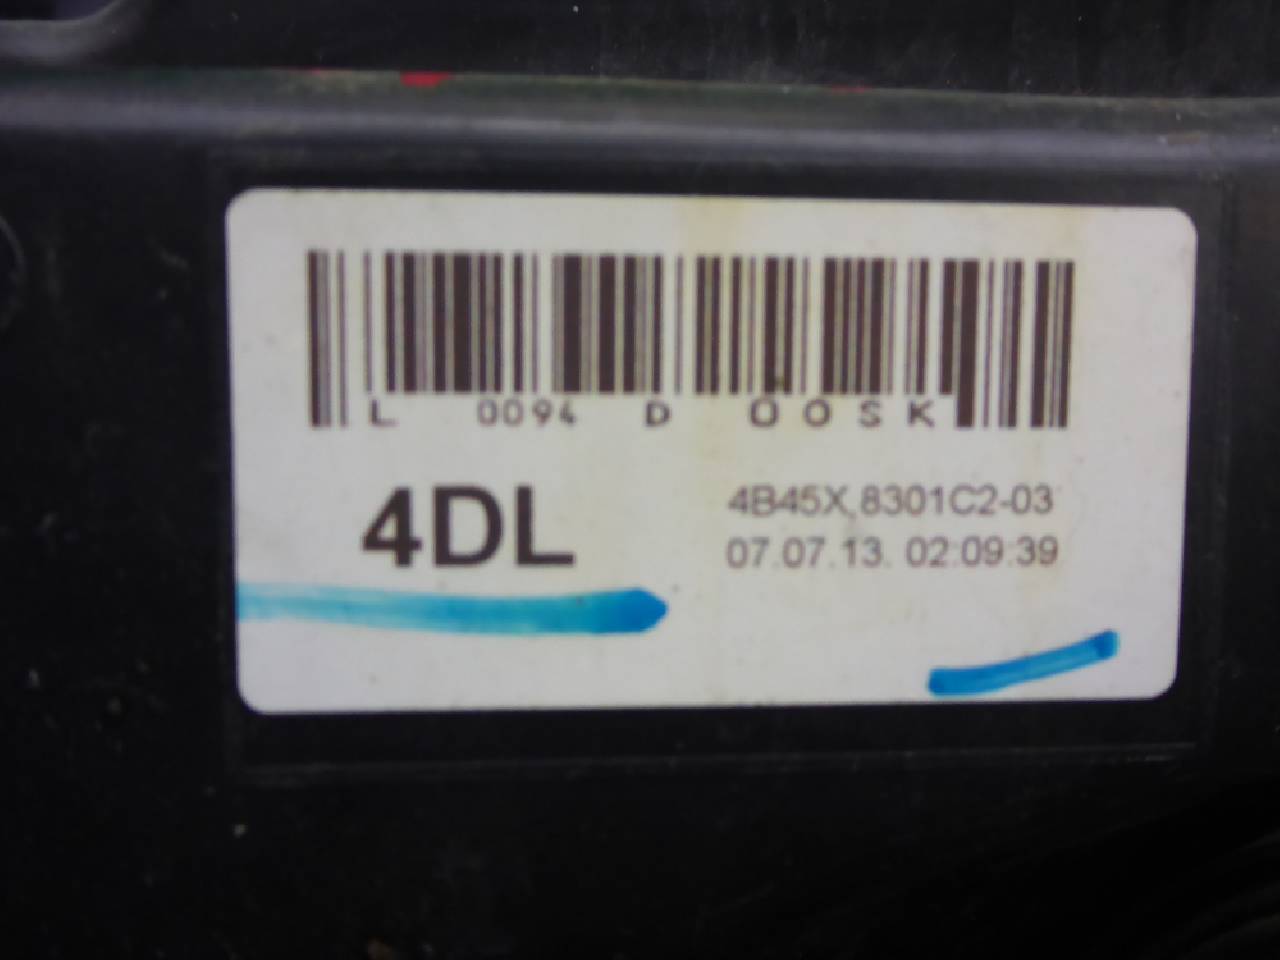 L 0094 D 00SK
4DL
4B45X,8301C2-03
07.07.13. 02:09:39